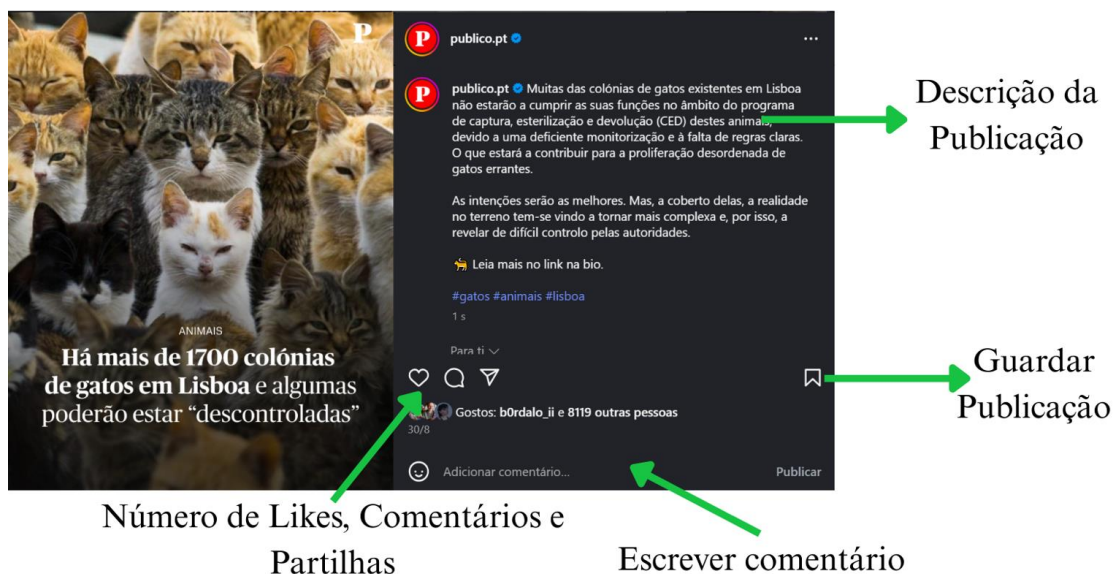 P
ANIMAIS
Há mais de 1700 colónias
de gatos em Lisboa e algumas
poderão estar “descontroladas”
P
publico.pt
P
publico.pt Muitas das colónias de gatos existentes em Lisboa
não estarão a cumprir as suas funções no âmbito do programa
de captura, esterilização e devolução (CED) destes animais,
devido a uma deficiente monitorização e à falta de regras claras.
O que estará a contribuir para a proliferação desordenada de
gatos errantes.
As intenções serão as melhores. Mas, a coberto delas, a realidade
no terreno tem-se vindo a tornar mais complexa e, por isso, a
revelar de difícil controlo pelas autoridades.
🐈 Leia mais no link na bio.
#gatos #animais #lisboa
1 s
Para ti
Gostos: b0rdalo_ii e 8119 outras pessoas
30/8
Adicionar comentário...
Publicar
Descrição da
Publicação
Guardar
Publicação
Número de Likes, Comentários e
Partilhas
Escrever comentário